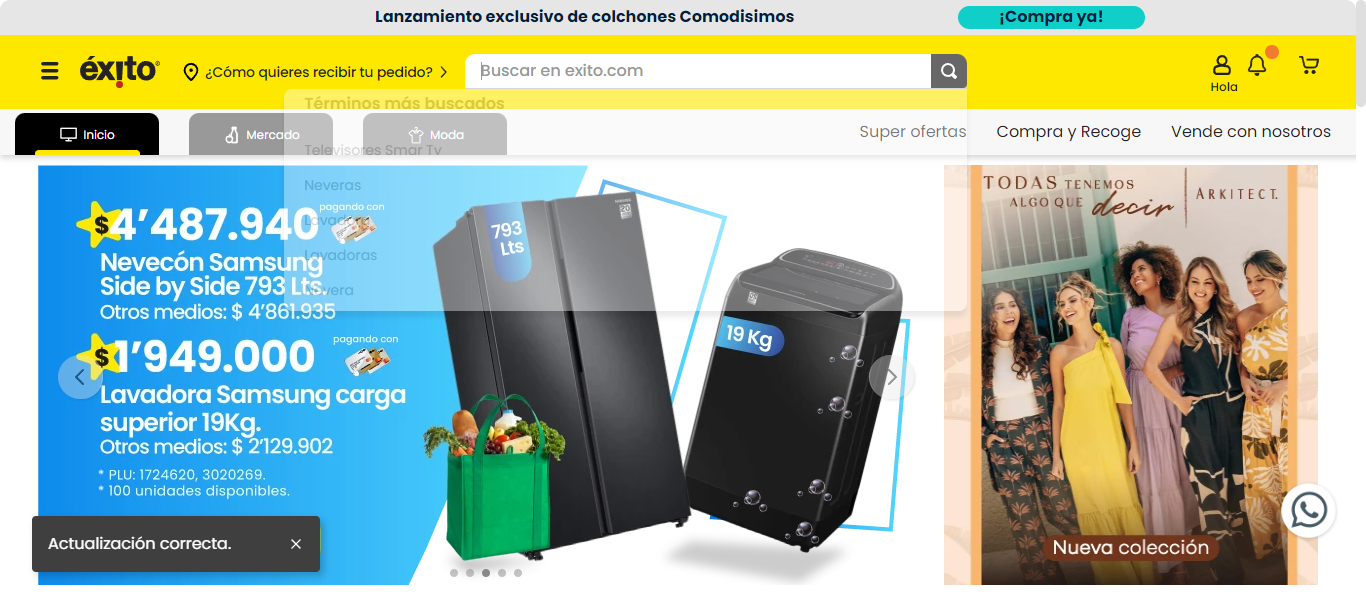 Lanzamiento exclusivo de colchones Comodisimos
¡Compra ya!
éxito
¿Cómo quieres recibir tu pedido?
Buscar en exito.com
Hola
Términos más buscados
Inicio
Mercado
Moda
Super ofertas
Compra y Recoge
Vende con nosotros
Televisores Smar Tv
Neveras
Lavadoras
$4’487.940
pagando con
Nevecón Samsung
Side by Side 793 Lts.
Otros medios: $ 4’861.935
793
Lts
$1’949.000
pagando con
Lavadora Samsung carga
superior 19Kg.
Otros medios: $ 2’129.902
* PLU: 1724620, 3020269.
* 100 unidades disponibles.
19 Kg
TODAS TENEMOS
ALGO QUE decir
ARKITECT.
Nueva colección
Actualización correcta.